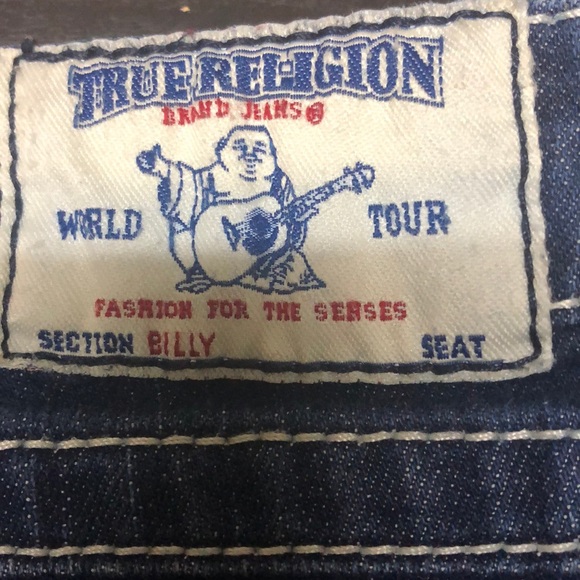 TRUE RELIGION
BRAND JEANS®
WORLD TOUR
FASHION FOR THE SENSES
SECTION BILLY SEAT